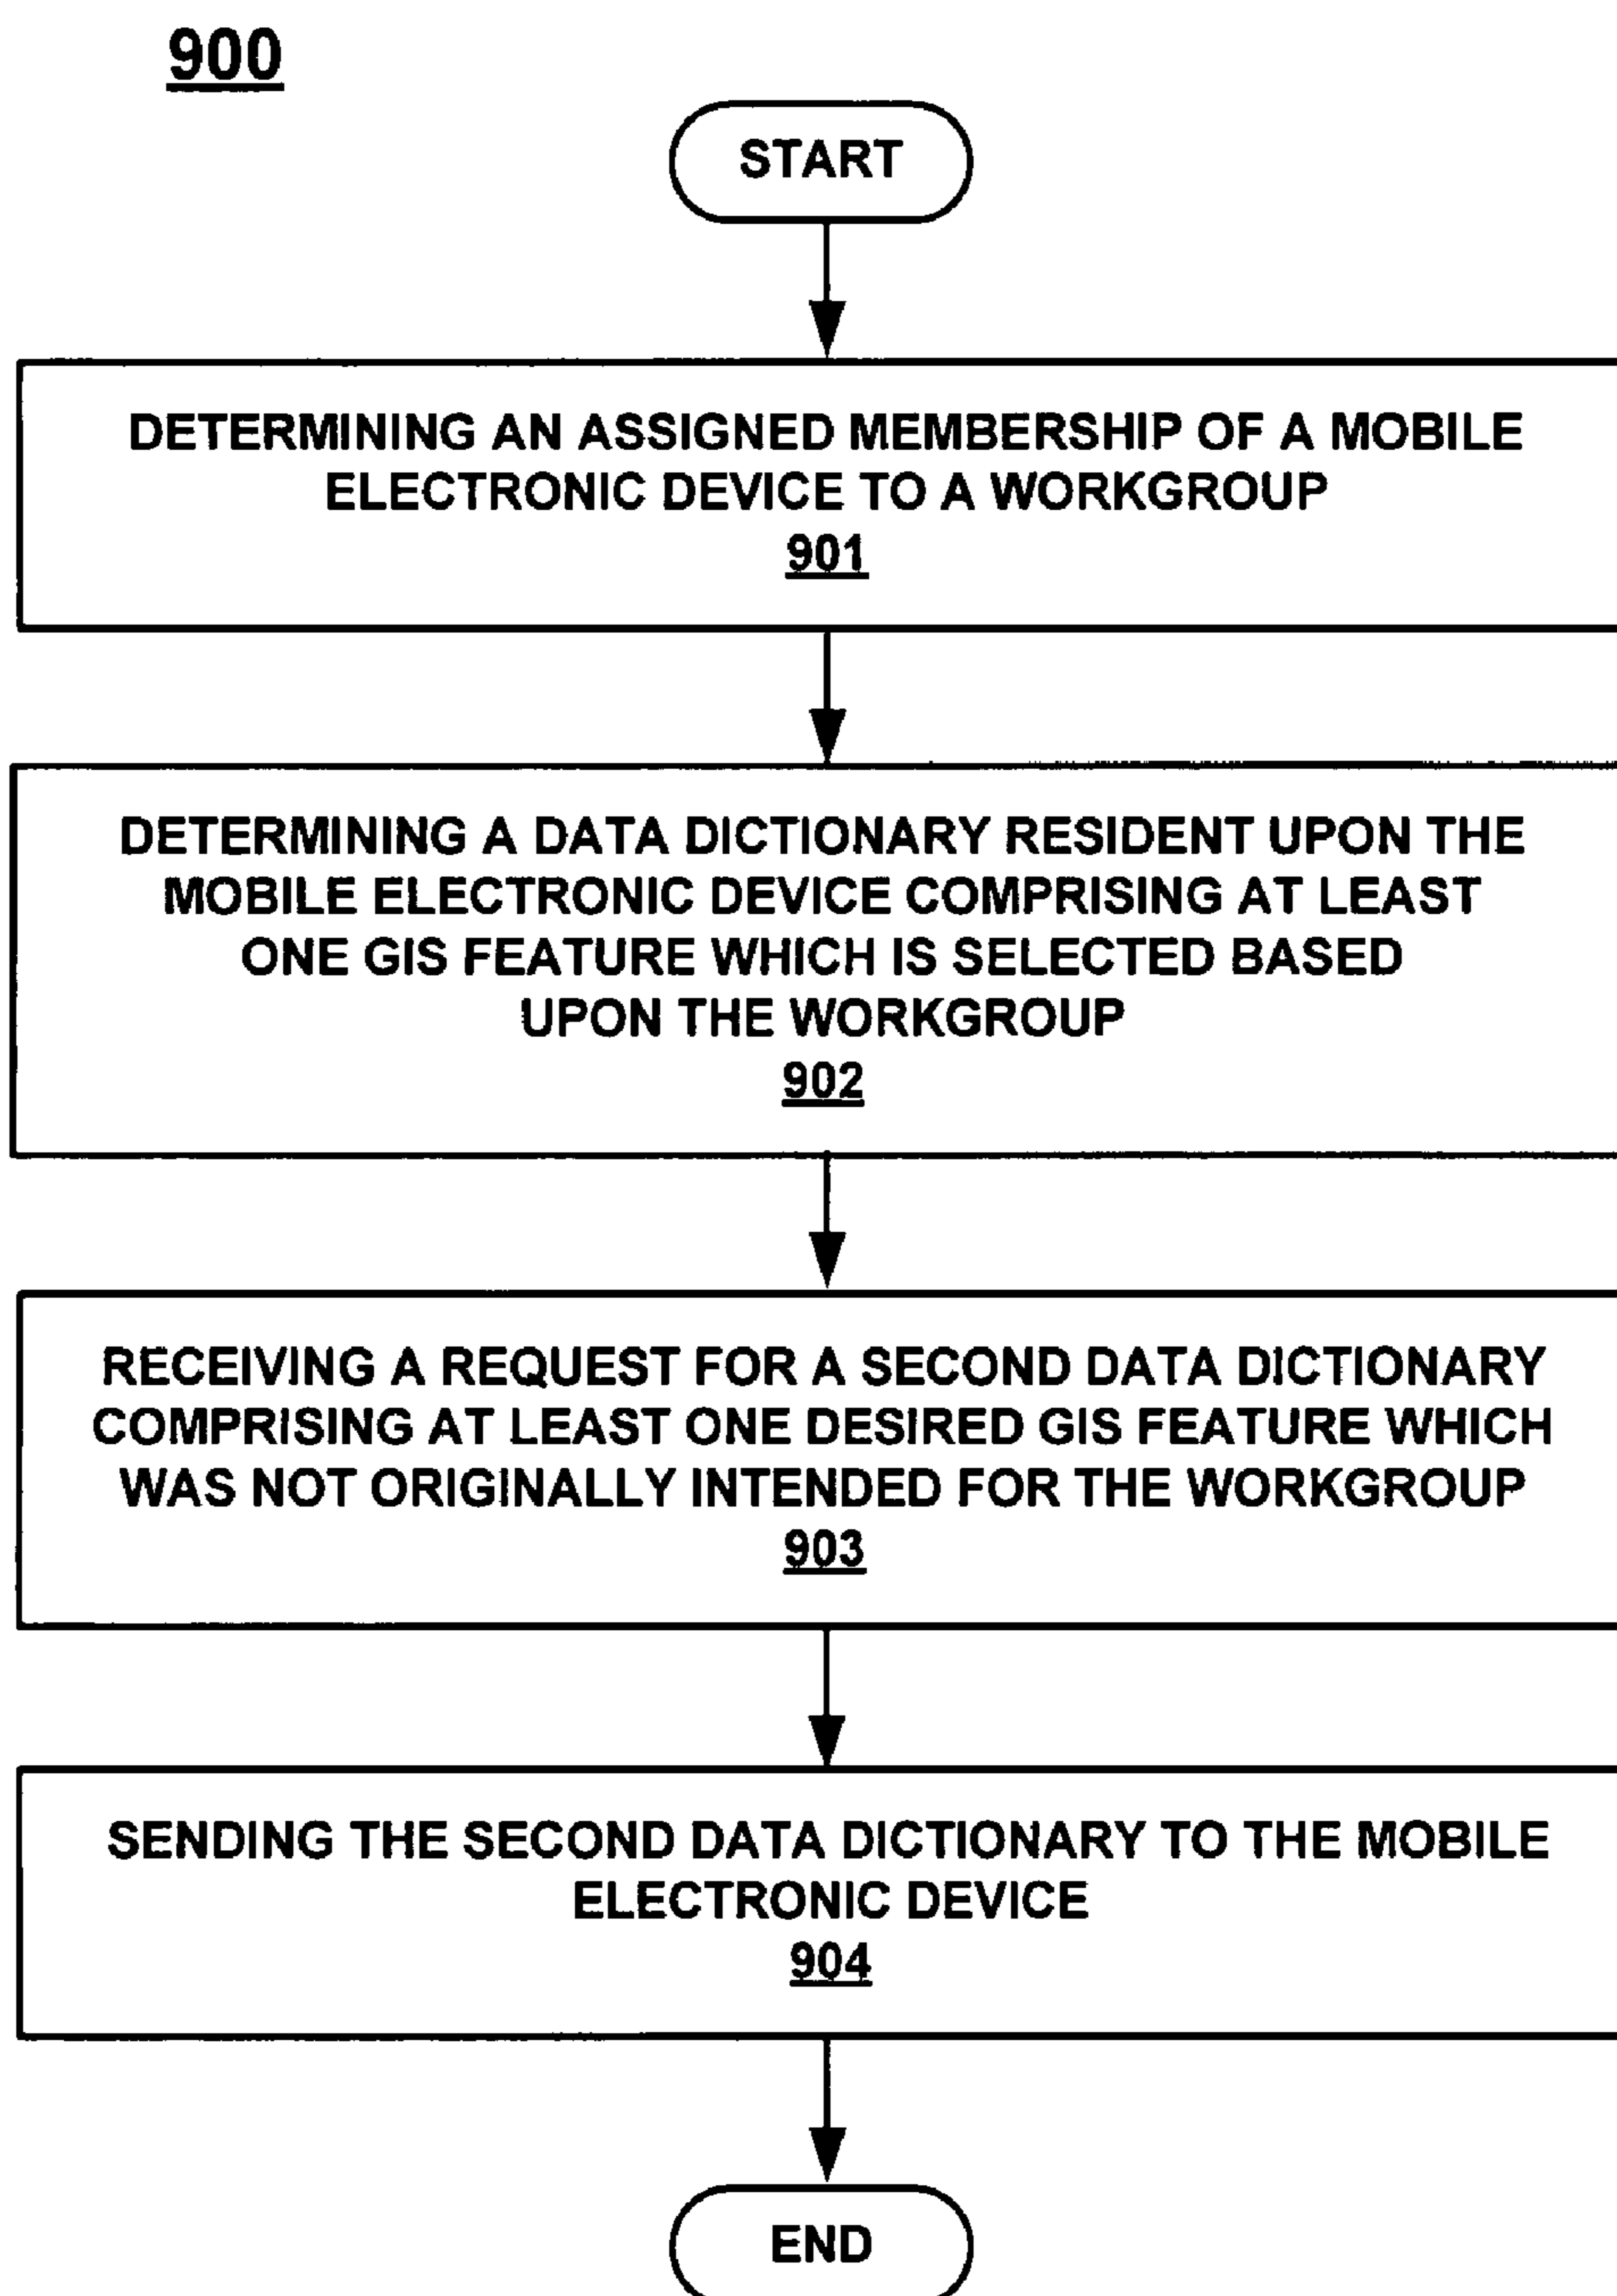 900
START
DETERMINING AN ASSIGNED MEMBERSHIP OF A MOBILE
ELECTRONIC DEVICE TO A WORKGROUP
901
DETERMINING A DATA DICTIONARY RESIDENT UPON THE
MOBILE ELECTRONIC DEVICE COMPRISING AT LEAST
ONE GIS FEATURE WHICH IS SELECTED BASED
UPON THE WORKGROUP
902
RECEIVING A REQUEST FOR A SECOND DATA DICTIONARY
COMPRISING AT LEAST ONE DESIRED GIS FEATURE WHICH
WAS NOT ORIGINALLY INTENDED FOR THE WORKGROUP
903
SENDING THE SECOND DATA DICTIONARY TO THE MOBILE
ELECTRONIC DEVICE
904
END